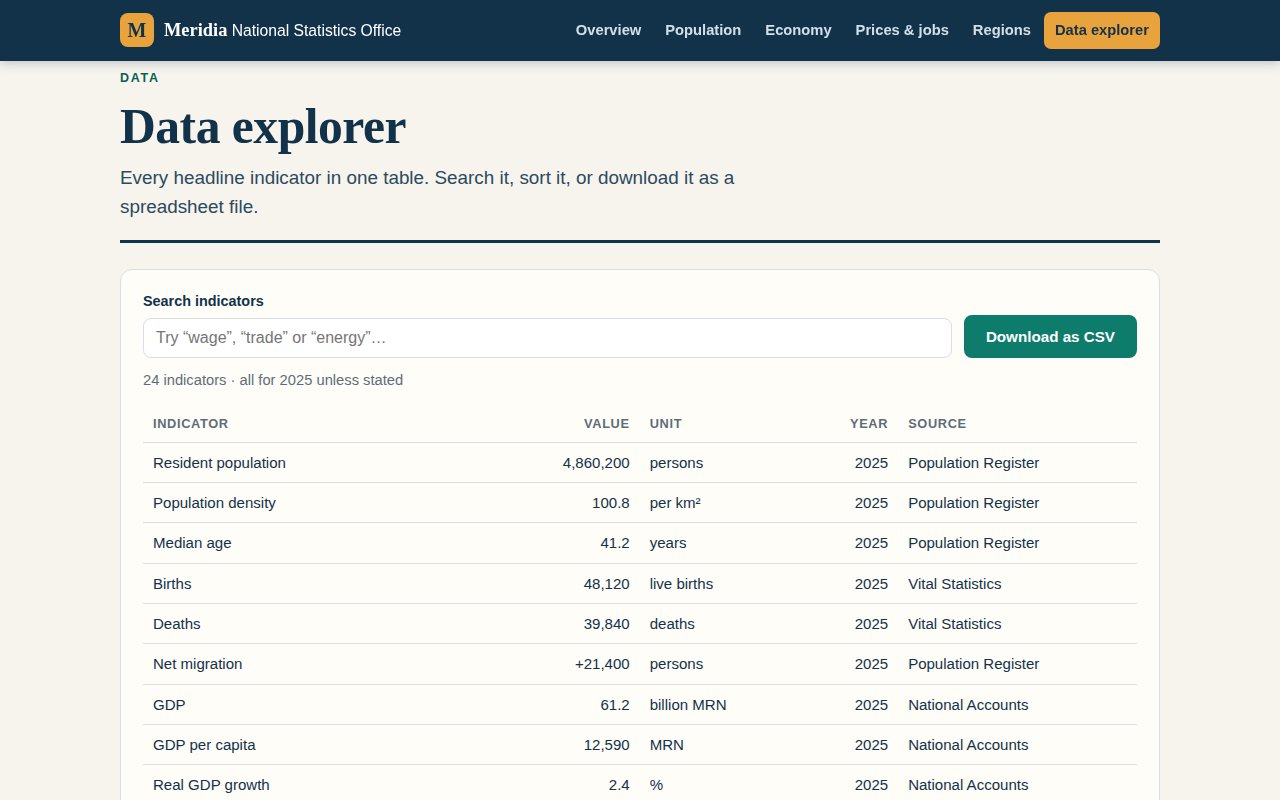 M Meridia National Statistics Office Overview Population Economy Prices & jobs Regions Data explorer
DATA
Data explorer
Every headline indicator in one table. Search it, sort it, or download it as a
spreadsheet file.
Search indicators
Try “wage”, “trade” or “energy”… Download as CSV
24 indicators · all for 2025 unless stated
INDICATOR VALUE UNIT YEAR SOURCE
Resident population 4,860,200 persons 2025 Population Register
Population density 100.8 per km² 2025 Population Register
Median age 41.2 years 2025 Population Register
Births 48,120 live births 2025 Vital Statistics
Deaths 39,840 deaths 2025 Vital Statistics
Net migration +21,400 persons 2025 Population Register
GDP 61.2 billion MRN 2025 National Accounts
GDP per capita 12,590 MRN 2025 National Accounts
Real GDP growth 2.4 % 2025 National Accounts